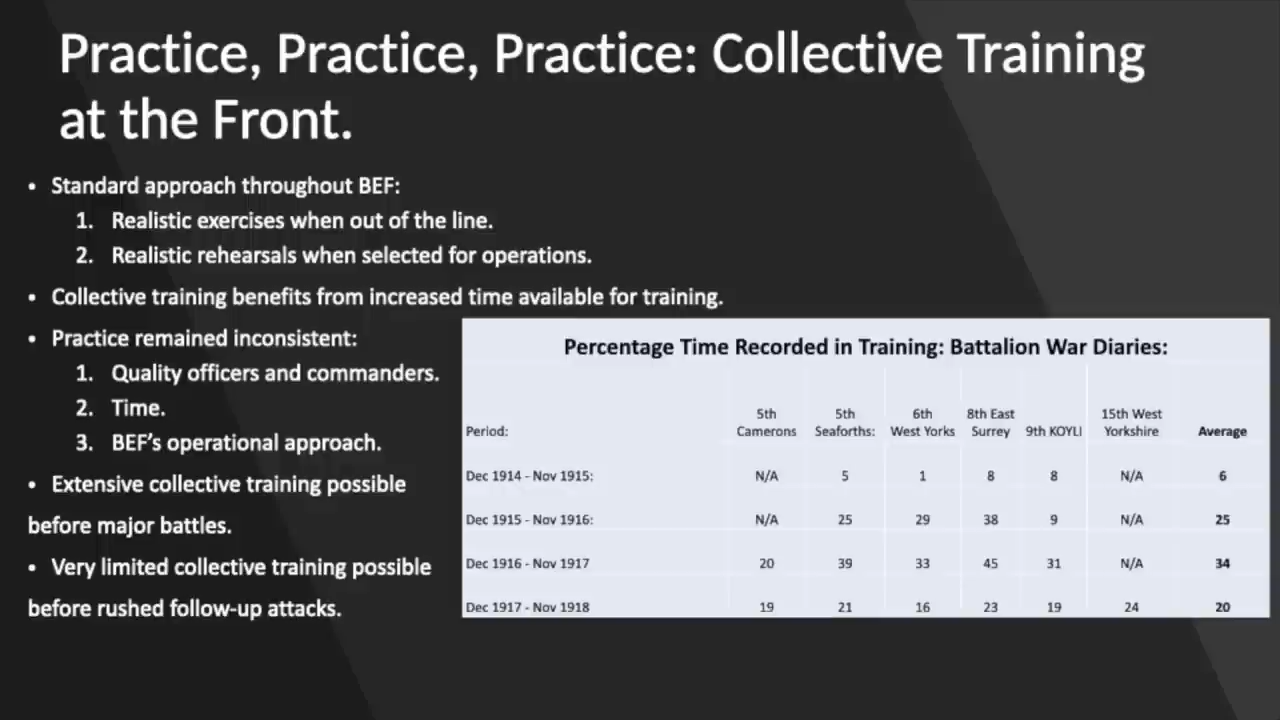 Practice, Practice, Practice: Collective Training
at the Front.
• Standard approach throughout BEF:
1. Realistic exercises when out of the line.
2. Realistic rehearsals when selected for operations.
• Collective training benefits from increased time available for training.
• Practice remained inconsistent:
1. Quality officers and commanders.
2. Time.
3. BEF's operational approach.
• Extensive collective training possible
before major battles.
• Very limited collective training possible
before rushed follow-up attacks.
Percentage Time Recorded in Training: Battalion War Diaries:
Period: 5th Camerons 5th Seaforths: 6th West Yorks 8th East Surrey 9th KOYLI 15th West Yorkshire Average
Dec 1914 - Nov 1915: N/A 5 1 8 8 N/A 6
Dec 1915 - Nov 1916: N/A 25 29 38 9 N/A 25
Dec 1916 - Nov 1917 20 39 33 45 31 N/A 34
Dec 1917 - Nov 1918 19 21 16 23 19 24 20